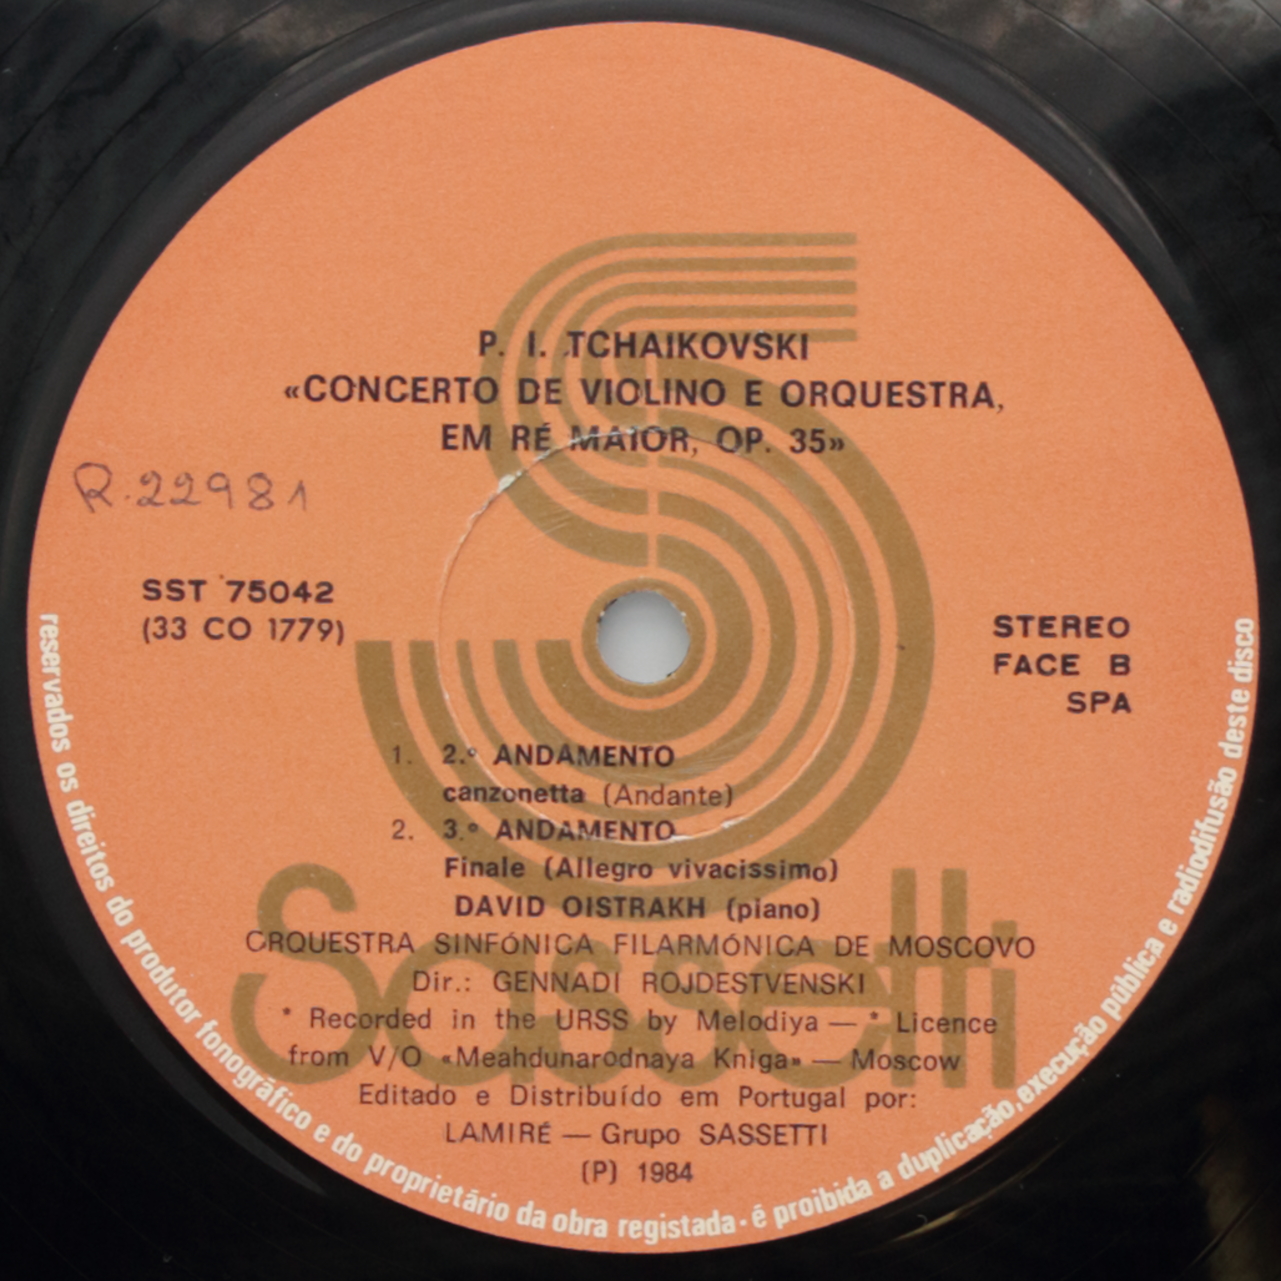 P. I. TCHAIKOVSKI
«CONCERTO DE VIOLINO E ORQUESTRA,
EM RÉ MAIOR, OP. 35»
R.22981
SST 75042
(33 CO 1779)
STEREO
FACE B
SPA
1. 2.º ANDAMENTO
canzonetta (Andante)
2. 3.º ANDAMENTO
Finale (Allegro vivacissimo)
DAVID OISTRAKH (piano)
ORQUESTRA SINFÓNICA FILARMÓNICA DE MOSCOVO
Dir.: GENNADI ROJDESTVENSKI
* Recorded in the URSS by Melodiya — * Licence
from V/O «Meahdunarodnaya Kniga» — Moscow
Editado e Distribuído em Portugal por:
LAMIRÉ — Grupo SASSETTI
(P) 1984
Sassetti
reservados os direitos do produtor fonográfico e do proprietário da obra registada · é proibida a duplicação, execução pública e radiodifusão deste disco